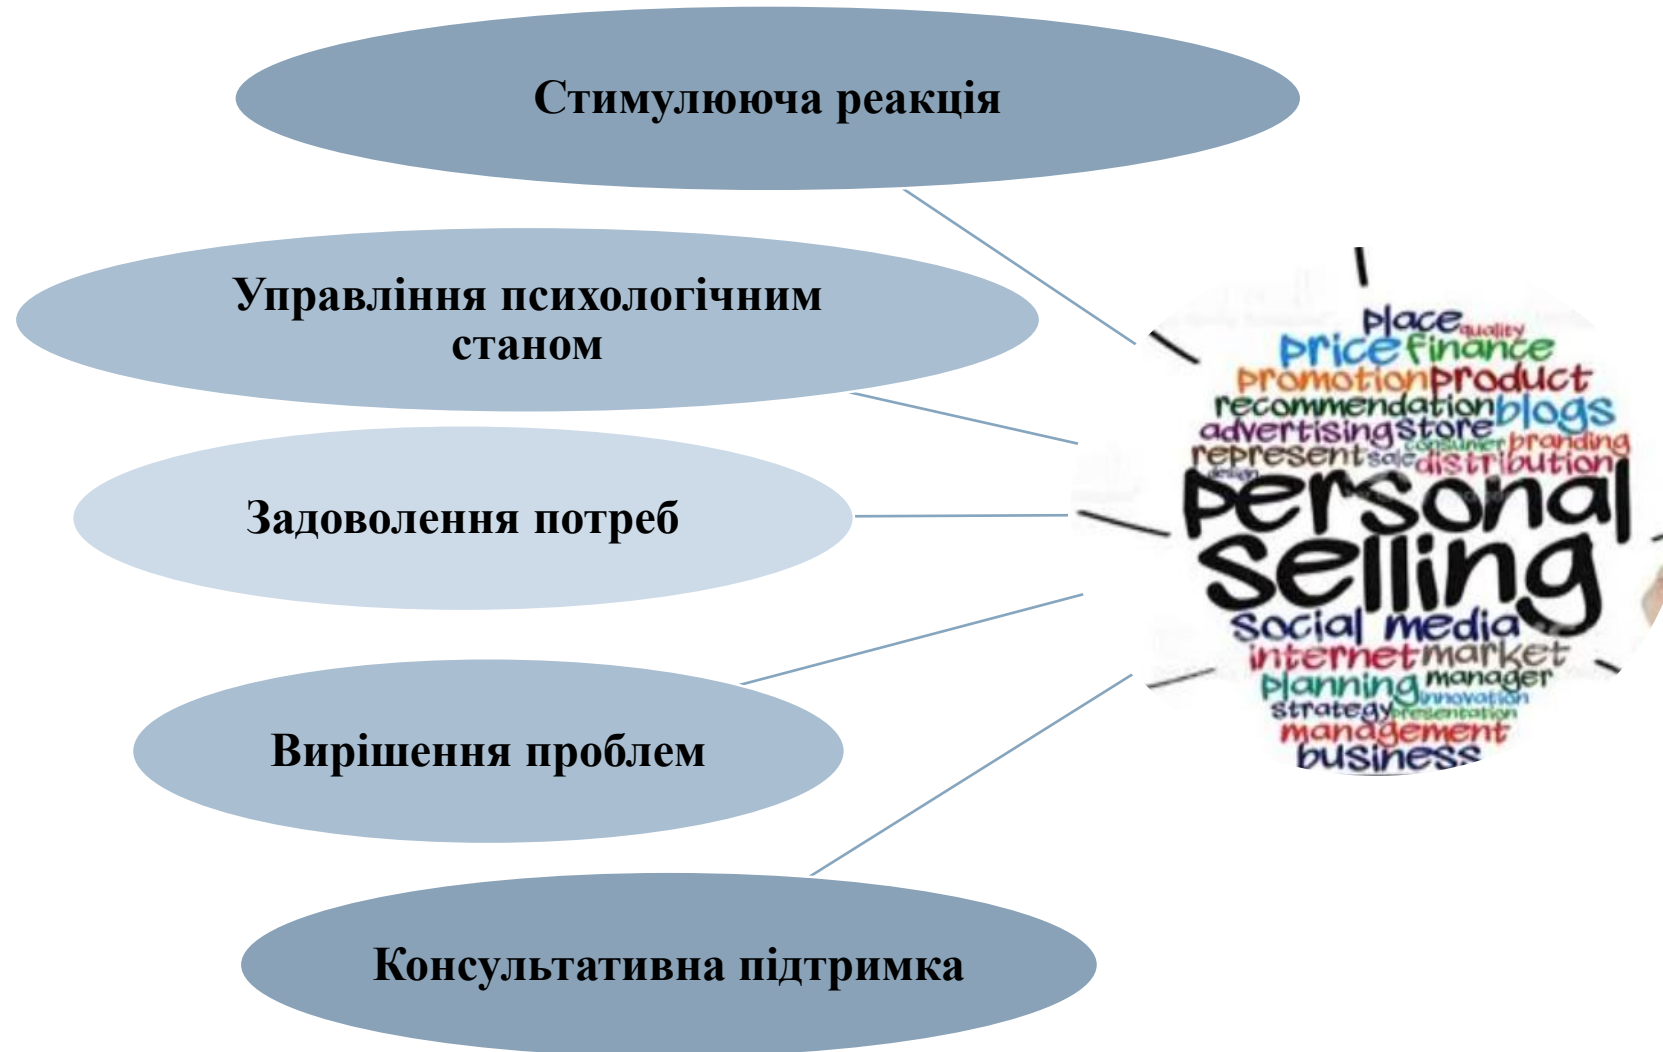 Стимулююча реакція
Управління психологічним
станом
Задоволення потреб
Вирішення проблем
Консультативна підтримка
place quality
price finance
promotion product
recommendation blogs
advertising store
consumer branding
represent sale distribution
design
personal
selling
social media
internet market
planning manager
innovation
strategy presentation
management
business